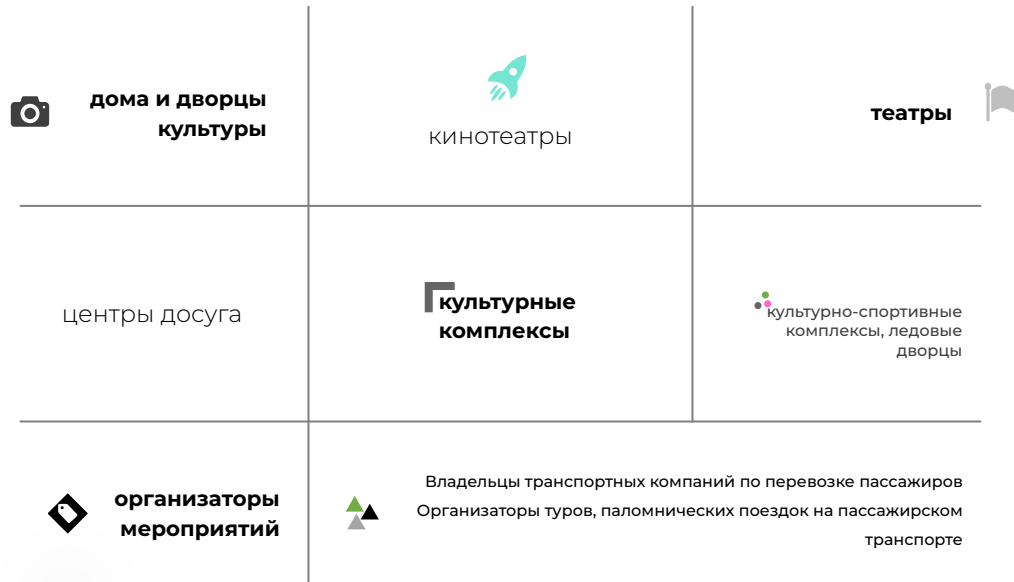 дома и дворцы
культуры
кинотеатры
театры
центры досуга
культурные
комплексы
культурно-спортивные
комплексы, ледовые
дворцы
организаторы
мероприятий
Владельцы транспортных компаний по перевозке пассажиров
Организаторы туров, паломнических поездок на пассажирском
транспорте